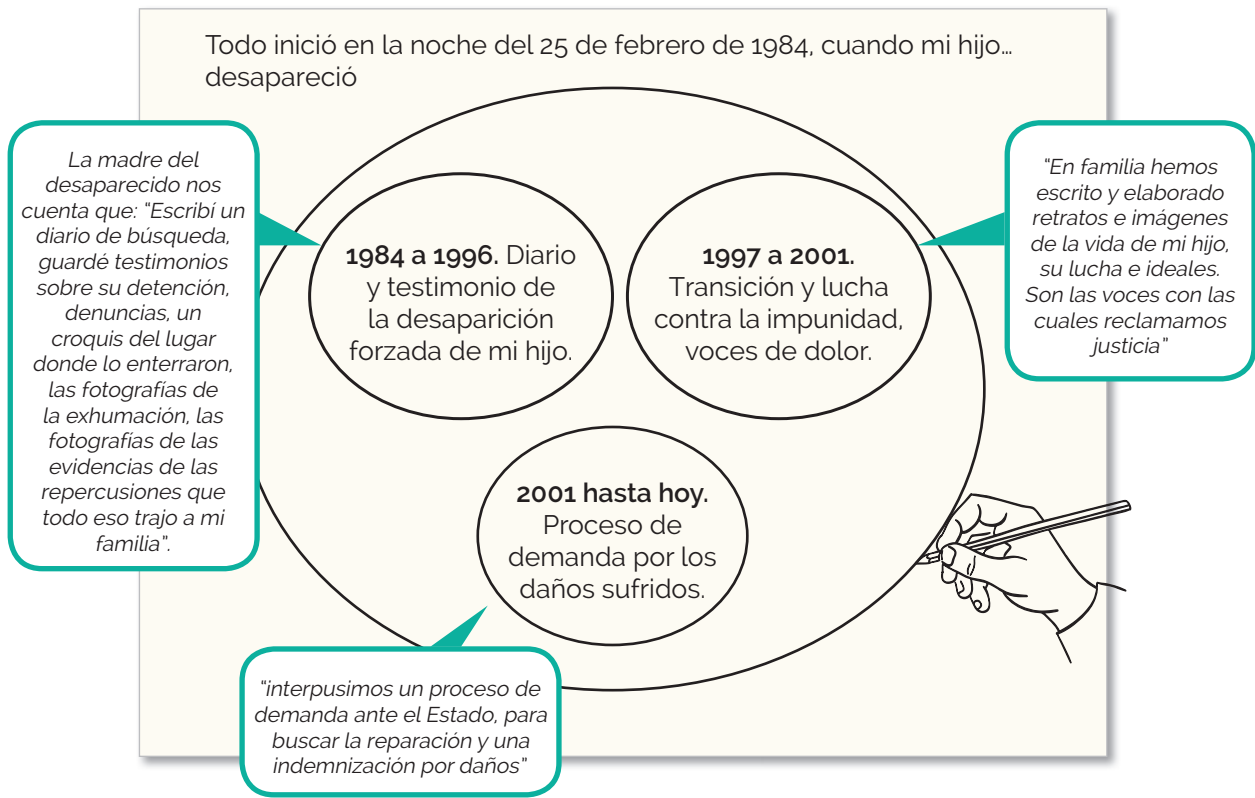 Todo inició en la noche del 25 de febrero de 1984, cuando mi hijo...
desapareció
La madre del
desaparecido nos
cuenta que: "Escribí un
diario de búsqueda,
guardé testimonios
sobre su detención,
denuncias, un
croquis del lugar
donde lo enterraron,
las fotografías de
la exhumación, las
fotografías de las
evidencias de las
repercusiones que
todo eso trajo a mi
familia".
1984 a 1996. Diario
y testimonio de
la desaparición
forzada de mi hijo.
1997 a 2001.
Transición y lucha
contra la impunidad,
voces de dolor.
"En familia hemos
escrito y elaborado
retratos e imágenes
de la vida de mi hijo,
su lucha e ideales.
Son las voces con las
cuales reclamamos
justicia"
2001 hasta hoy.
Proceso de
demanda por los
daños sufridos.
"interpusimos un proceso de
demanda ante el Estado, para
buscar la reparación y una
indemnización por daños"